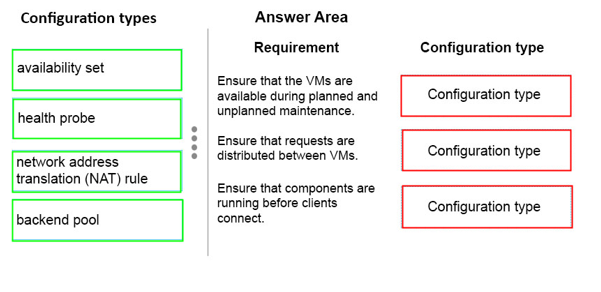 Configuration types
Answer Area
Requirement
Configuration type
availability set
health probe
network address
translation (NAT) rule
backend pool
Ensure that the VMs are
available during planned and
unplanned maintenance.
Configuration type
Ensure that requests are
distributed between VMs.
Configuration type
Ensure that components are
running before clients
connect.
Configuration type